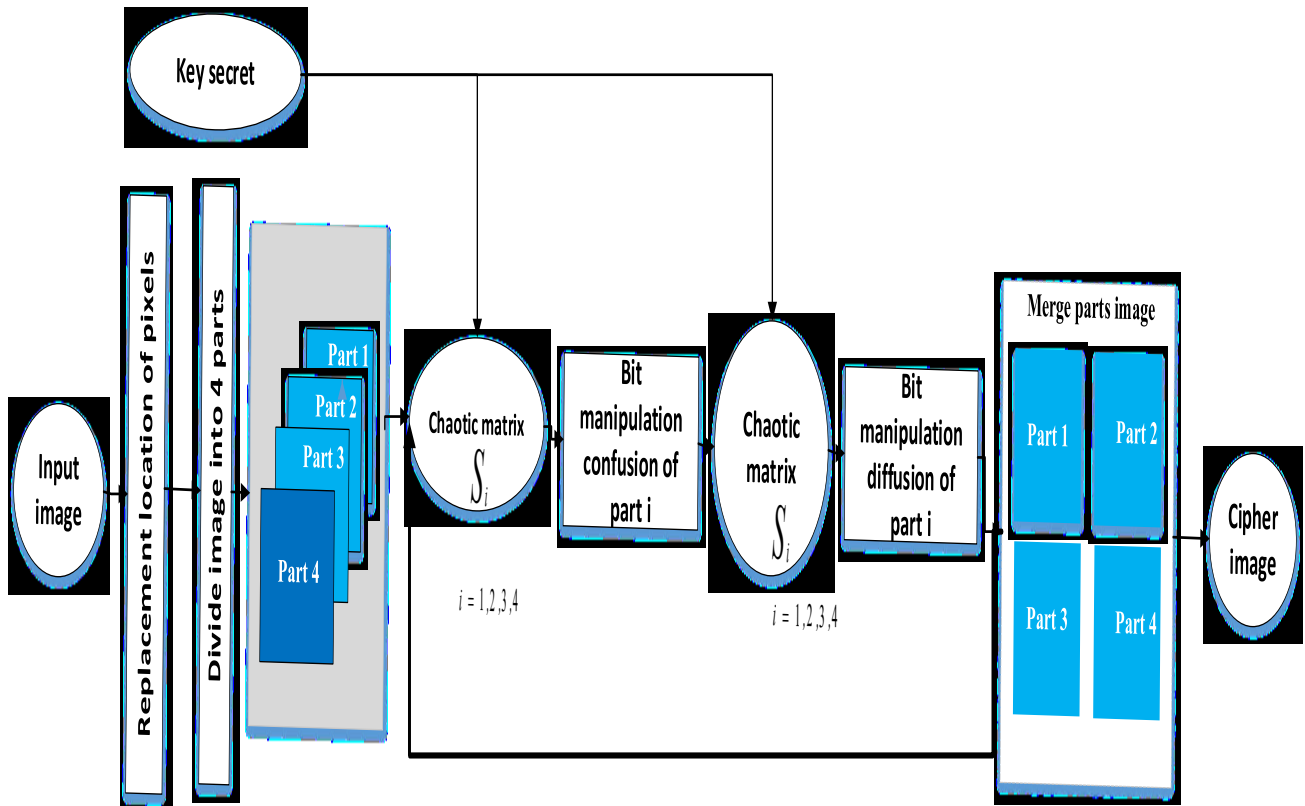 Key secret
Input
image
Replacement location of pixels
Divide image into 4 parts
Part 1
Part 2
Part 3
Part 4
Chaotic matrix
S_i
i = 1,2,3,4
Bit
manipulation
confusion of
part i
Chaotic
matrix
S_i
i = 1,2,3,4
Bit
manipulation
diffusion of
part i
Merge parts image
Part 1
Part 2
Part 3
Part 4
Cipher
image